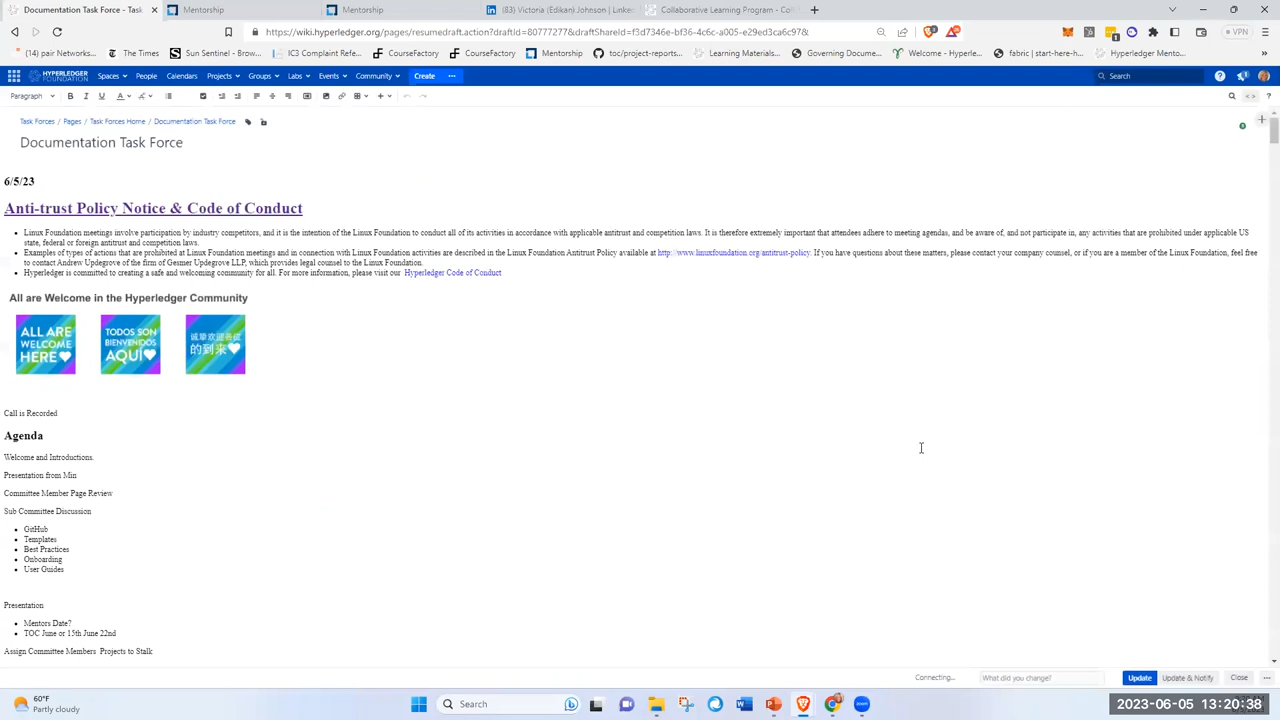 Documentation Task Force - Task
Mentorship
Mentorship
(83) Victoria (Edikan) Johnson | Linke
Collaborative Learning Program -
https://wiki.hyperledger.org/pages/resumedraft.action?draftId=80777277&draftShareId=f3d7346e-bf36-4c6c-a005-e29ed3ca6c97&
VPN
(14) pair Networks...
The Times
Sun Sentinel - Brow...
IC3 Complaint Refe...
CourseFactory
CourseFactory
Mentorship
toc/project-reports...
Learning Materials...
Governing Docume...
Welcome - Hyperle...
fabric | start-here-h...
Hyperledger Mento...
HYPERLEDGER FOUNDATION
Spaces People Calendars Projects Groups Labs Events Community Create ... Search
Paragraph B I U A
Task Forces / Pages / Task Forces Home / Documentation Task Force
Documentation Task Force
6/5/23
Anti-trust Policy Notice & Code of Conduct
Linux Foundation meetings involve participation by industry competitors, and it is the intention of the Linux Foundation to conduct all of its activities in accordance with applicable antitrust and competition laws. It is therefore extremely important that attendees adhere to meeting agendas, and be aware of, and not participate in, any activities that are prohibited under applicable US
state, federal or foreign antitrust and competition laws.
Examples of types of actions that are prohibited at Linux Foundation meetings and in connection with Linux Foundation activities are described in the Linux Foundation Antitrust Policy available at http://www.linuxfoundation.org/antitrust-policy. If you have questions about these matters, please contact your company counsel, or if you are a member of the Linux Foundation, feel free
to contact Andrew Updegrove of the firm of Gesmer Updegrove LLP, which provides legal counsel to the Linux Foundation.
Hyperledger is committed to creating a safe and welcoming community for all. For more information, please visit our Hyperledger Code of Conduct
All are Welcome in the Hyperledger Community
ALL ARE
WELCOME
HERE
TODOS SON
BIENVENIDOS
AQUÍ
诚挚欢迎各位
的到来
Call is Recorded
Agenda
Welcome and Introductions.
Presentation from Min
Committee Member Page Review
Sub Committee Discussion
GitHub
Templates
Best Practices
Onboarding
User Guides
Presentation
Mentors Date?
TOC June or 15th June 22nd
Assign Committee Members Projects to Stalk
Connecting... What did you change? Update Update & Notify Close ...
60°F
Partly cloudy
Search
2023-06-05 13:20:38